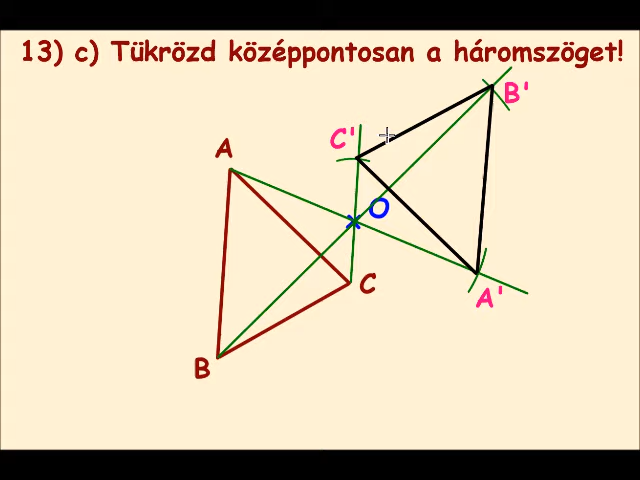 13) c) Tükrözd középpontosan a háromszöget!
B'
C'
A
O
C
A'
B